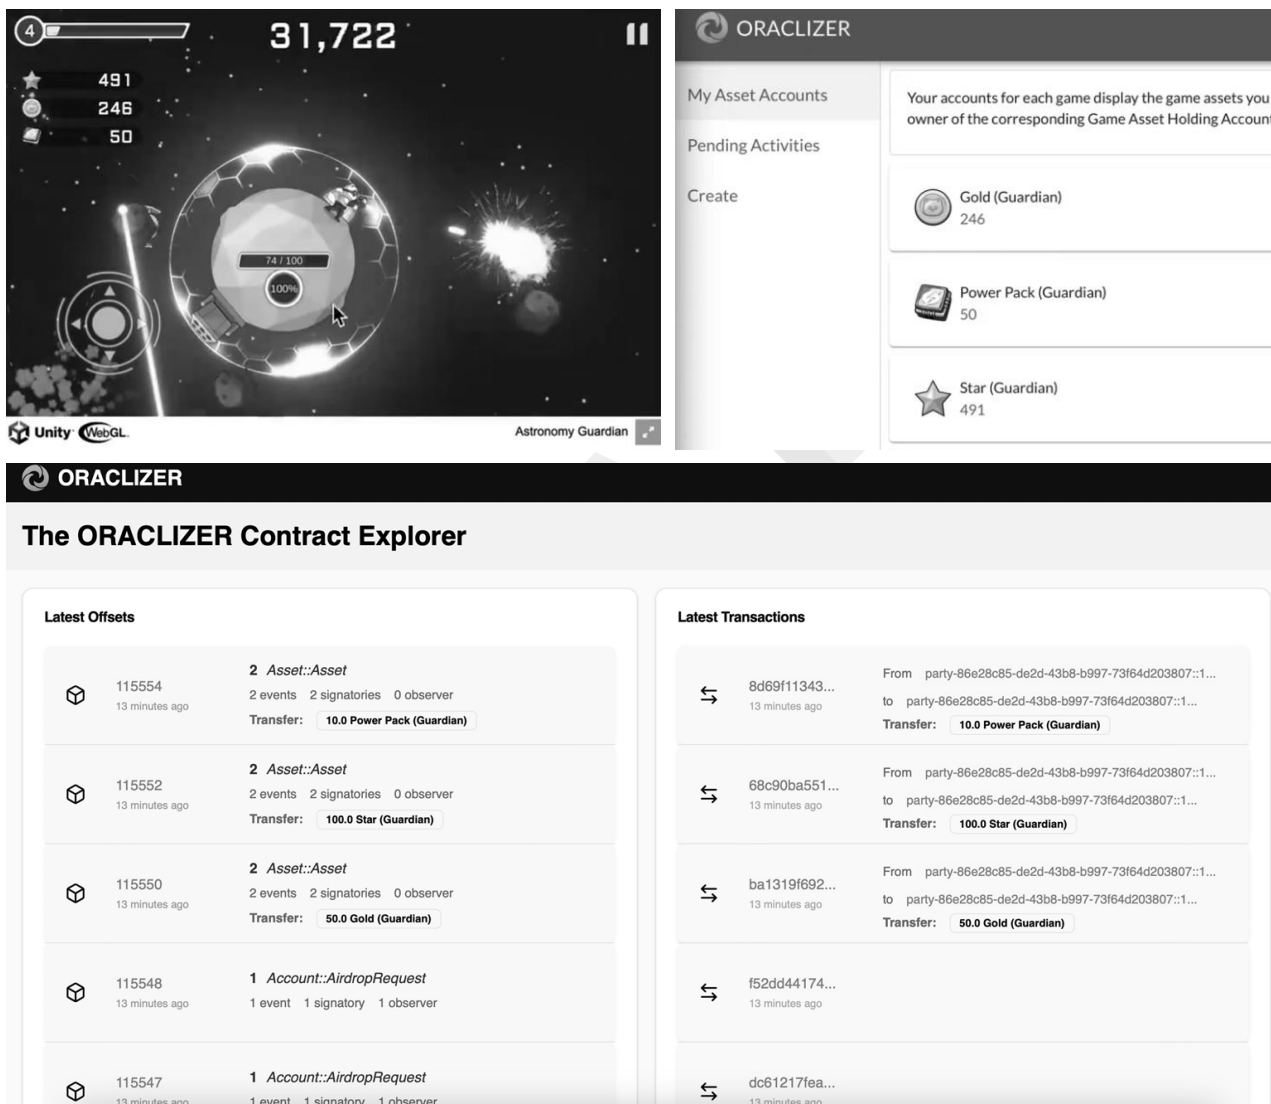 4
31,722
491
246
50
74 / 100
100%
Unity WebGL
Astronomy Guardian
ORACLIZER
My Asset Accounts
Pending Activities
Create
Your accounts for each game display the game assets you
owner of the corresponding Game Asset Holding Accoun
Gold (Guardian)
246
Power Pack (Guardian)
50
Star (Guardian)
491
ORACLIZER
The ORACLIZER Contract Explorer
Latest Offsets
115554
13 minutes ago
2 Asset::Asset
2 events 2 signatories 0 observer
Transfer: 10.0 Power Pack (Guardian)
115552
13 minutes ago
2 Asset::Asset
2 events 2 signatories 0 observer
Transfer: 100.0 Star (Guardian)
115550
13 minutes ago
2 Asset::Asset
2 events 2 signatories 0 observer
Transfer: 50.0 Gold (Guardian)
115548
13 minutes ago
1 Account::AirdropRequest
1 event 1 signatory 1 observer
115547
13 minutes ago
1 Account::AirdropRequest
1 event 1 signatory 1 observer
Latest Transactions
8d69f11343...
13 minutes ago
From party-86e28c85-de2d-43b8-b997-73f64d203807::1...
to party-86e28c85-de2d-43b8-b997-73f64d203807::1...
Transfer: 10.0 Power Pack (Guardian)
68c90ba551...
13 minutes ago
From party-86e28c85-de2d-43b8-b997-73f64d203807::1...
to party-86e28c85-de2d-43b8-b997-73f64d203807::1...
Transfer: 100.0 Star (Guardian)
ba1319f692...
13 minutes ago
From party-86e28c85-de2d-43b8-b997-73f64d203807::1...
to party-86e28c85-de2d-43b8-b997-73f64d203807::1...
Transfer: 50.0 Gold (Guardian)
f52dd44174...
13 minutes ago
dc61217fea...
13 minutes ago